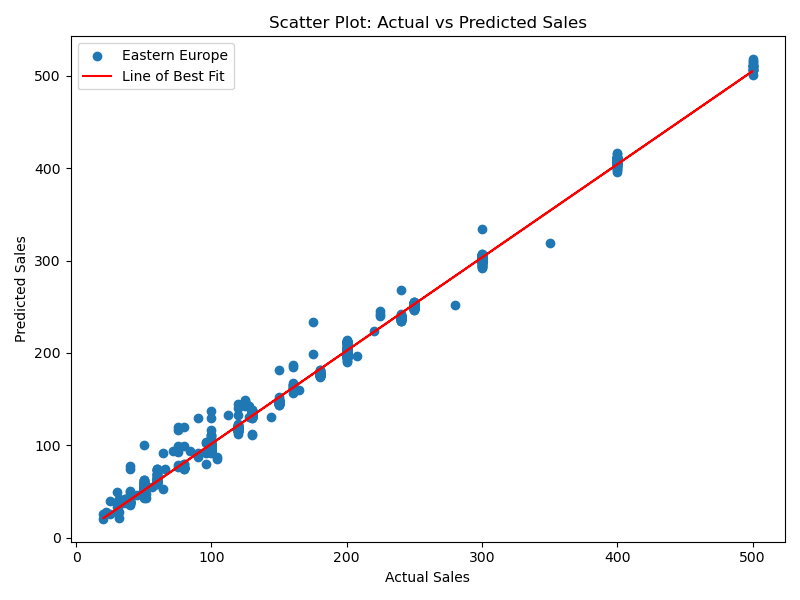 Scatter Plot: Actual vs Predicted Sales
Eastern Europe
Line of Best Fit
Predicted Sales
500
400
300
200
100
0
0 100 200 300 400 500
Actual Sales